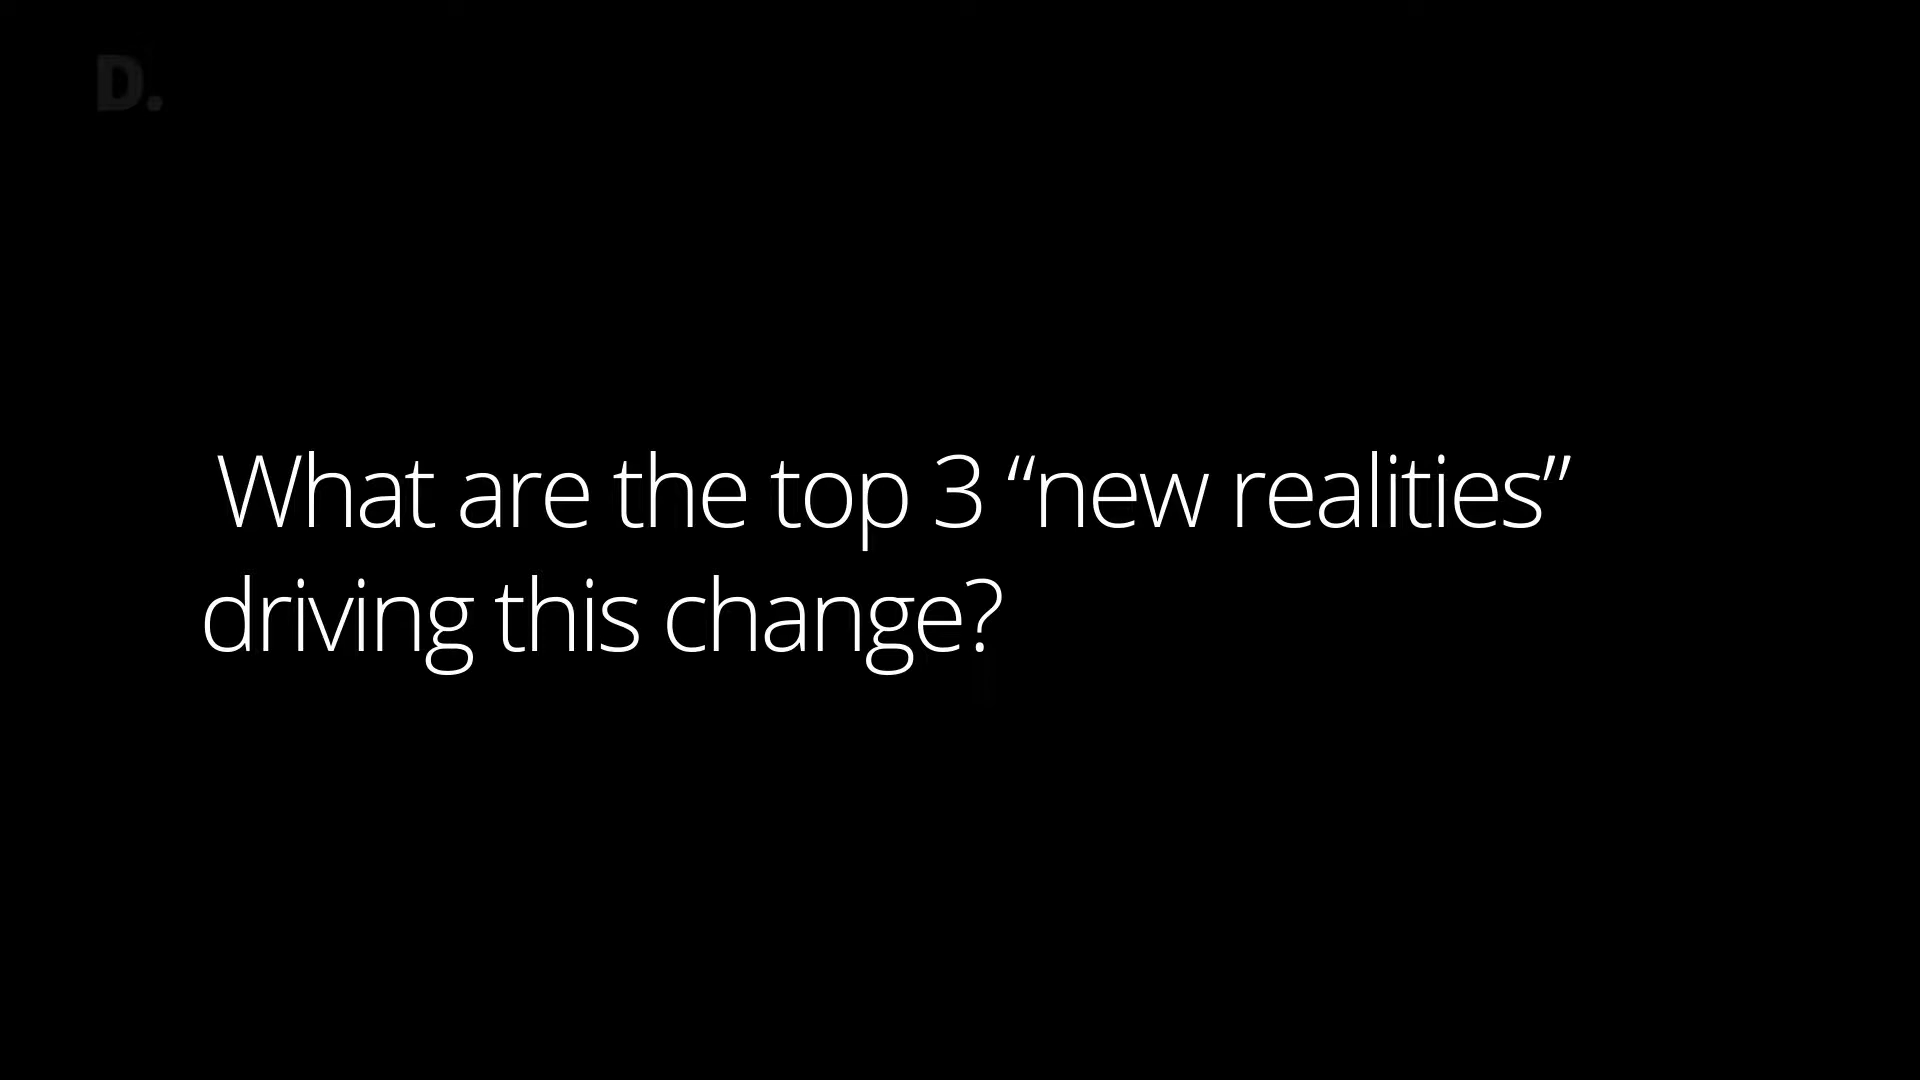 D.
What are the top 3 “new realities”
driving this change?